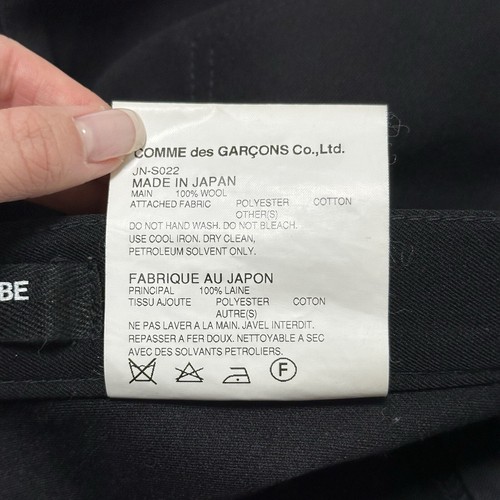 COMME des GARÇONS Co.,Ltd.
JN-S022
MADE IN JAPAN
MAIN 100% WOOL
ATTACHED FABRIC POLYESTER COTTON
OTHER(S)
DO NOT HAND WASH. DO NOT BLEACH.
USE COOL IRON. DRY CLEAN,
PETROLEUM SOLVENT ONLY.
FABRIQUE AU JAPON
PRINCIPAL 100% LAINE
TISSU AJOUTE POLYESTER COTON
AUTRE(S)
NE PAS LAVER A LA MAIN. JAVEL INTERDIT.
REPASSER A FER DOUX. NETTOYABLE A SEC
AVEC DES SOLVANTS PETROLIERS.
F
BE